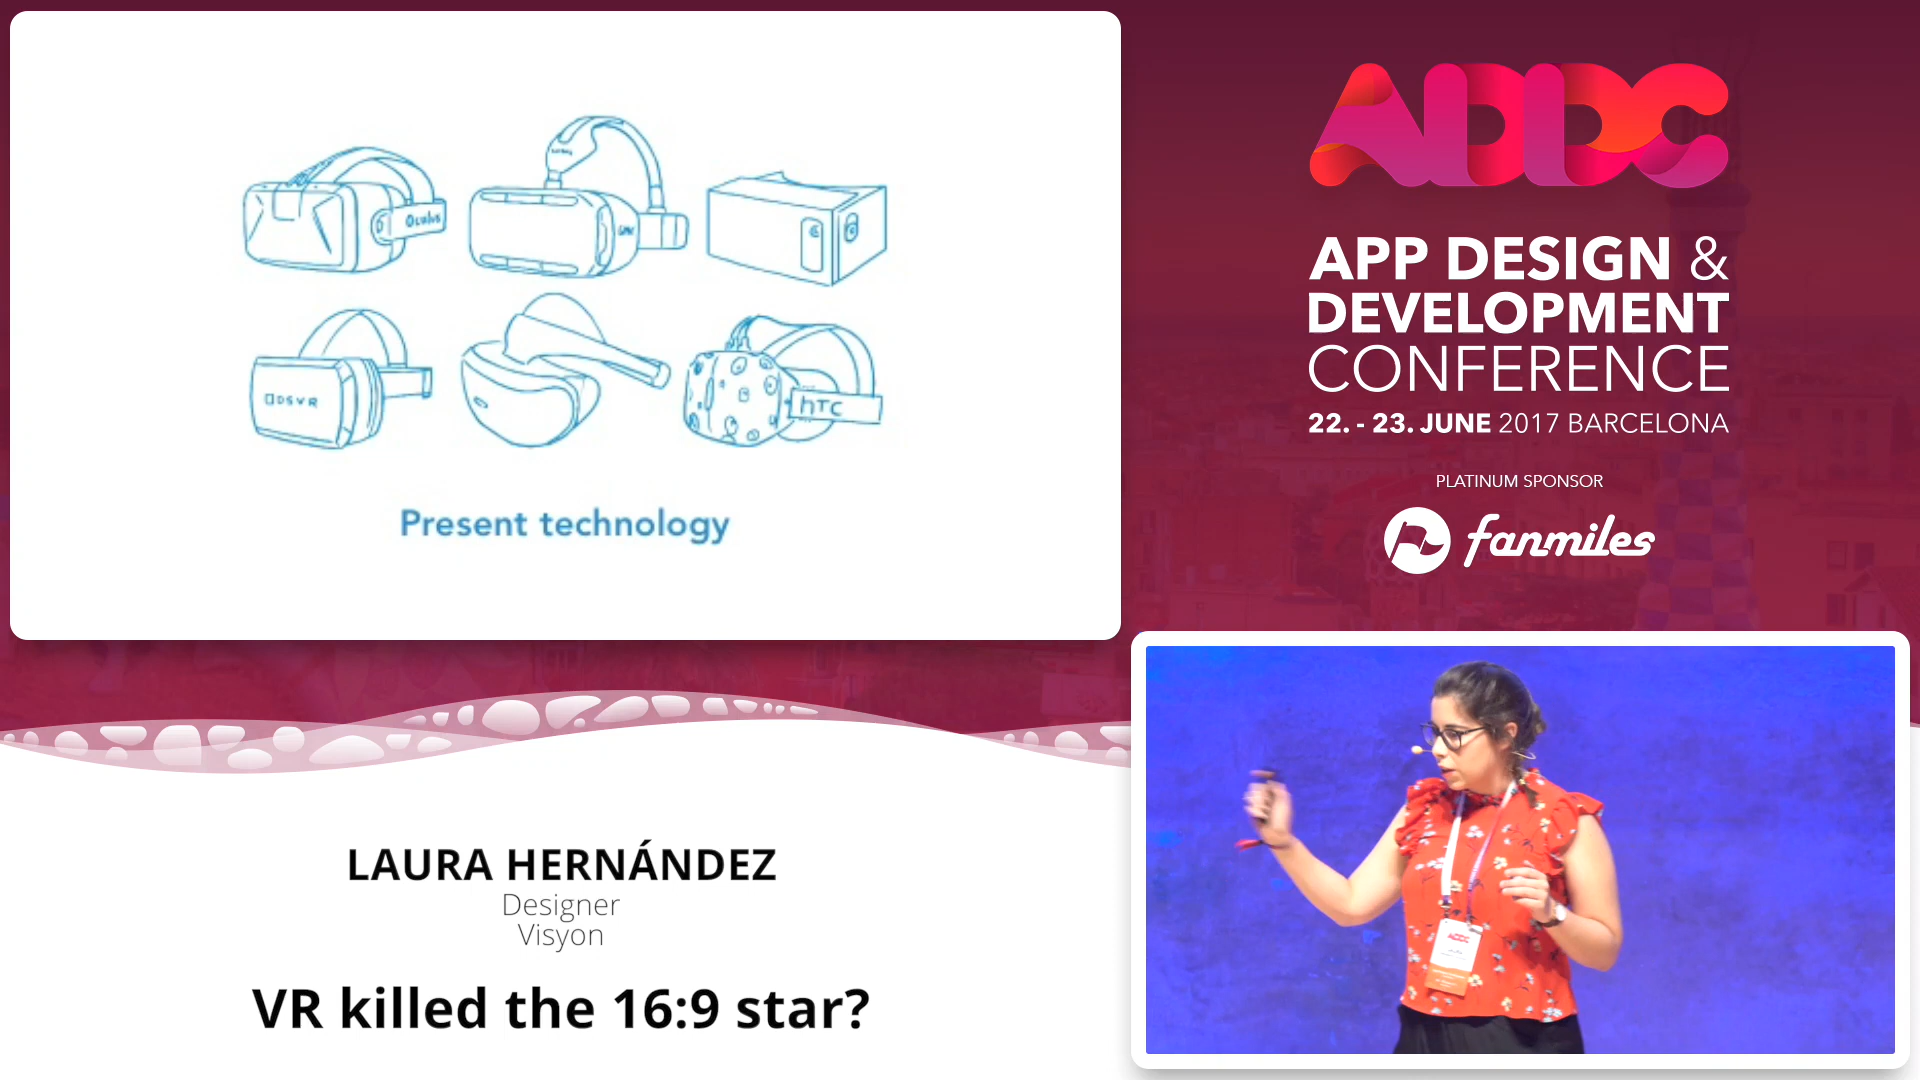 Oculus
OSVR
hTC
Present technology
ADDC
APP DESIGN &
DEVELOPMENT
CONFERENCE
22. - 23. JUNE 2017 BARCELONA
PLATINUM SPONSOR
fanmiles
LAURA HERNÁNDEZ
Designer
Visyon
VR killed the 16:9 star?
ADDC